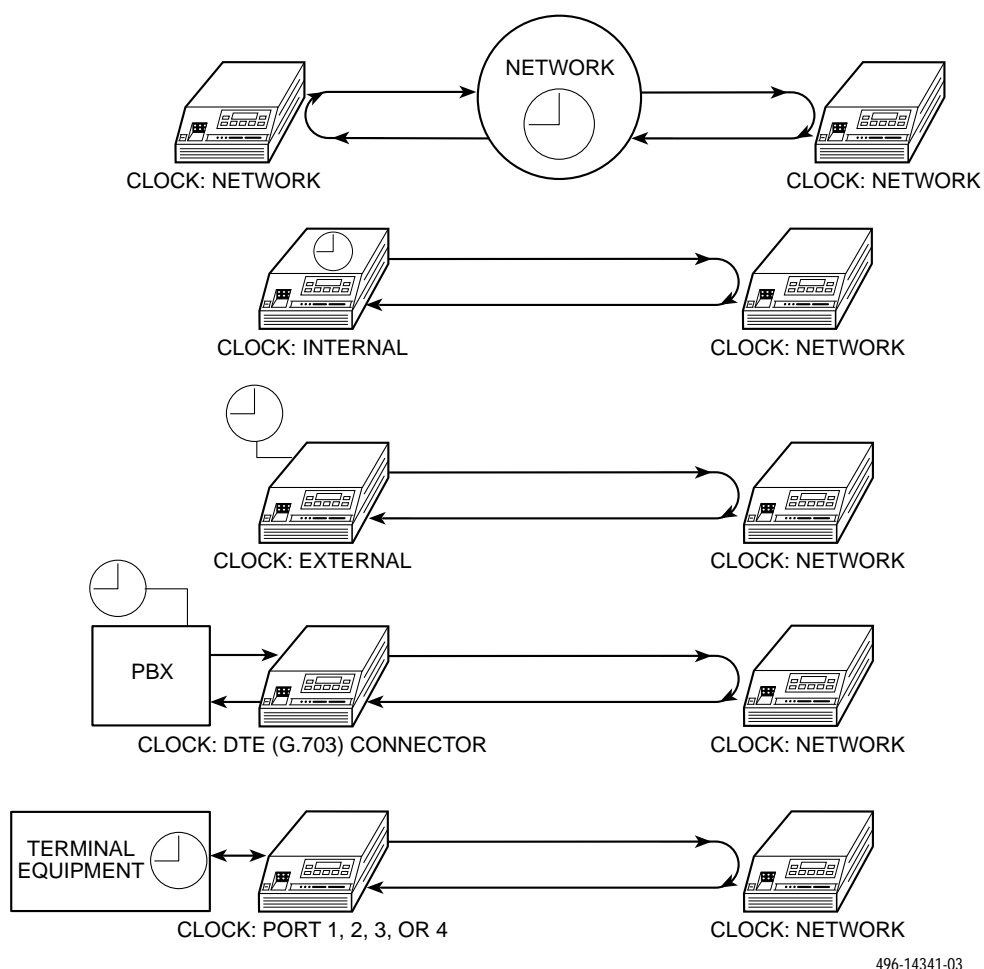 NETWORK
CLOCK: NETWORK
CLOCK: NETWORK
CLOCK: INTERNAL
CLOCK: NETWORK
CLOCK: EXTERNAL
CLOCK: NETWORK
PBX
CLOCK: DTE (G.703) CONNECTOR
CLOCK: NETWORK
TERMINAL
EQUIPMENT
CLOCK: PORT 1, 2, 3, OR 4
CLOCK: NETWORK
496-14341-03